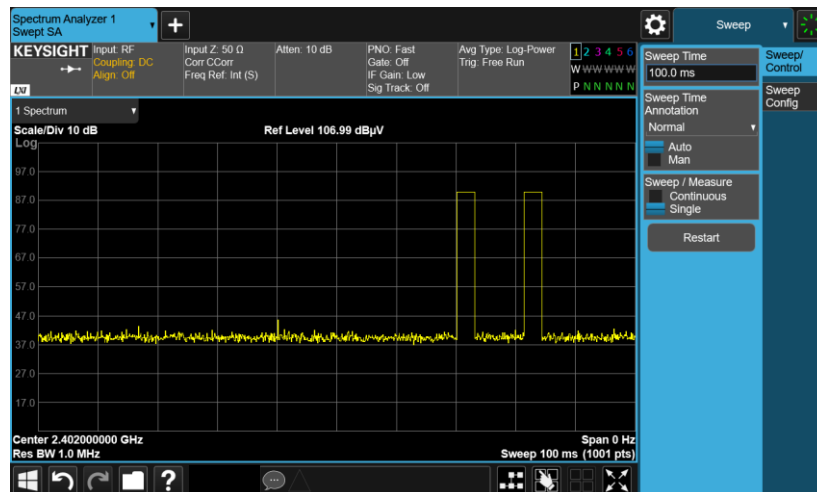 Spectrum Analyzer 1
Swept SA
+
Sweep
KEYSIGHT
Input: RF
Coupling: DC
Align: Off
Input Z: 50 Ω
Corr CCorr
Freq Ref: Int (S)
Atten: 10 dB
PNO: Fast
Gate: Off
IF Gain: Low
Sig Track: Off
Avg Type: Log-Power
Trig: Free Run
1 2 3 4 5 6
W W W W W W
P N N N N N
LXI
1 Spectrum
Scale/Div 10 dB
Ref Level 106.99 dBµV
Log
97.0
87.0
77.0
67.0
57.0
47.0
37.0
27.0
17.0
Center 2.402000000 GHz
Span 0 Hz
Res BW 1.0 MHz
Sweep 100 ms (1001 pts)
Sweep Time
100.0 ms
Sweep Time
Annotation
Normal
Auto
Man
Sweep / Measure
Continuous
Single
Restart
Sweep/
Control
Sweep
Config
?